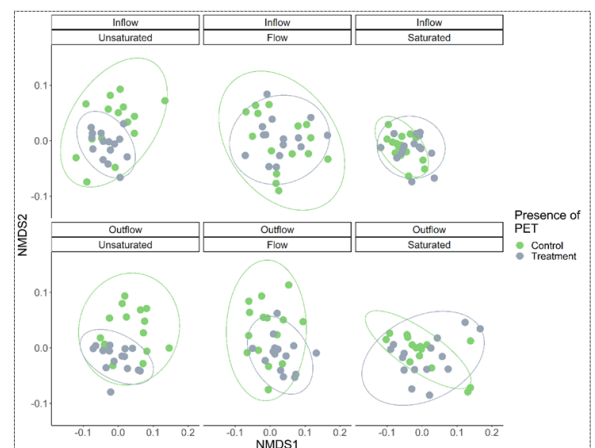 Inflow Inflow Inflow
Unsaturated Flow Saturated
0.1
0.0
-0.1
Outflow Outflow Outflow
Unsaturated Flow Saturated
0.1
0.0
-0.1
-0.1 0.0 0.1 0.2 -0.1 0.0 0.1 0.2 -0.1 0.0 0.1 0.2
NMDS1
NMDS2
Presence of
PET
Control
Treatment